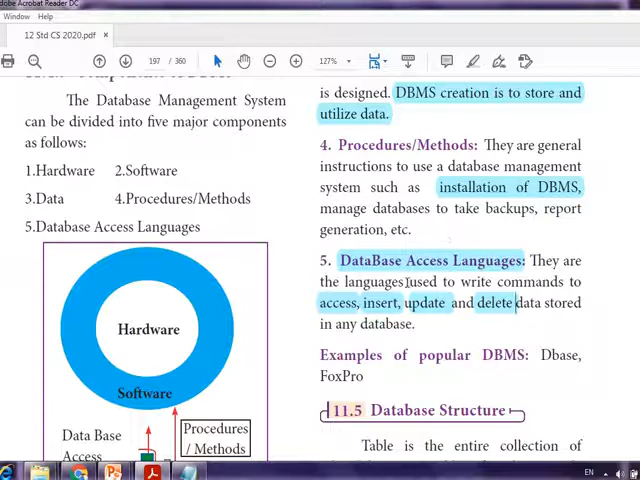 Adobe Acrobat Reader DC
Window Help
12 Std CS 2020.pdf ×
197 / 360
127%
The Database Management System
can be divided into five major components
as follows:
1.Hardware 2.Software
3.Data 4.Procedures/Methods
5.Database Access Languages
Hardware
Software
Data Base
Access
Procedures
/ Methods
is designed. DBMS creation is to store and
utilize data.
4. Procedures/Methods: They are general
instructions to use a database management
system such as installation of DBMS,
manage databases to take backups, report
generation, etc.
5. DataBase Access Languages: They are
the languages used to write commands to
access, insert, update and delete data stored
in any database.
Examples of popular DBMS: Dbase,
FoxPro
11.5 Database Structure
Table is the entire collection of
EN